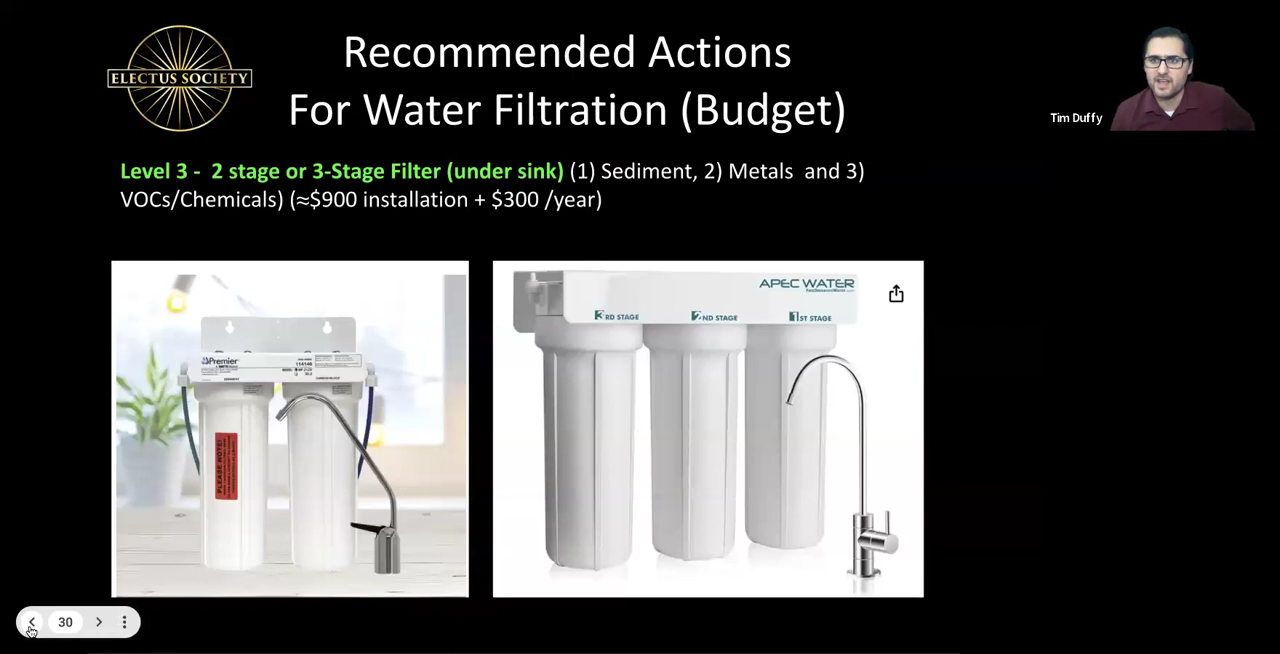 Recommended Actions
For Water Filtration (Budget)
ELECTUS SOCIETY
Tim Duffy
Level 3 - 2 stage or 3-Stage Filter (under sink) (1) Sediment, 2) Metals and 3)
VOCs/Chemicals) (≈$900 installation + $300 /year)
Premier
PLEASE NOTE!
APEC WATER
3RD STAGE
2ND STAGE
1ST STAGE
30